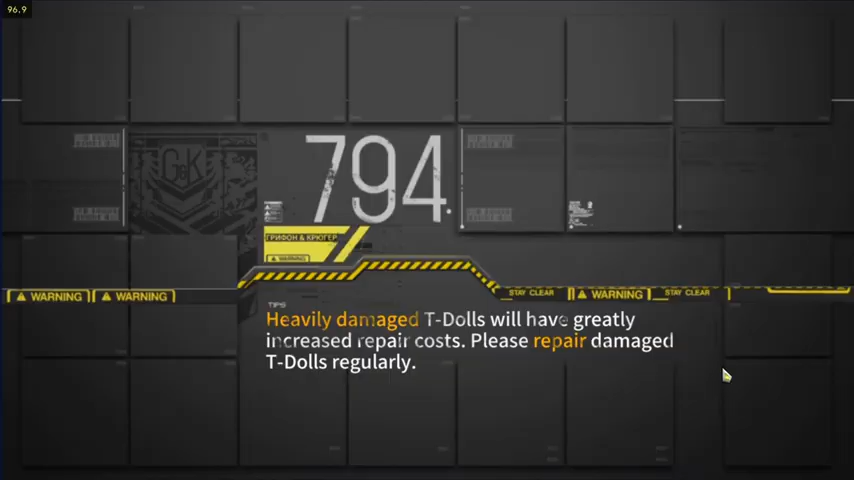 96.9
G&K
794.
ГРИФОН & КРЮГЕР
WARNING
WARNING
WARNING
STAY CLEAR
WARNING
STAY CLEAR
TIPS
Heavily damaged T-Dolls will have greatly
increased repair costs. Please repair damaged
T-Dolls regularly.